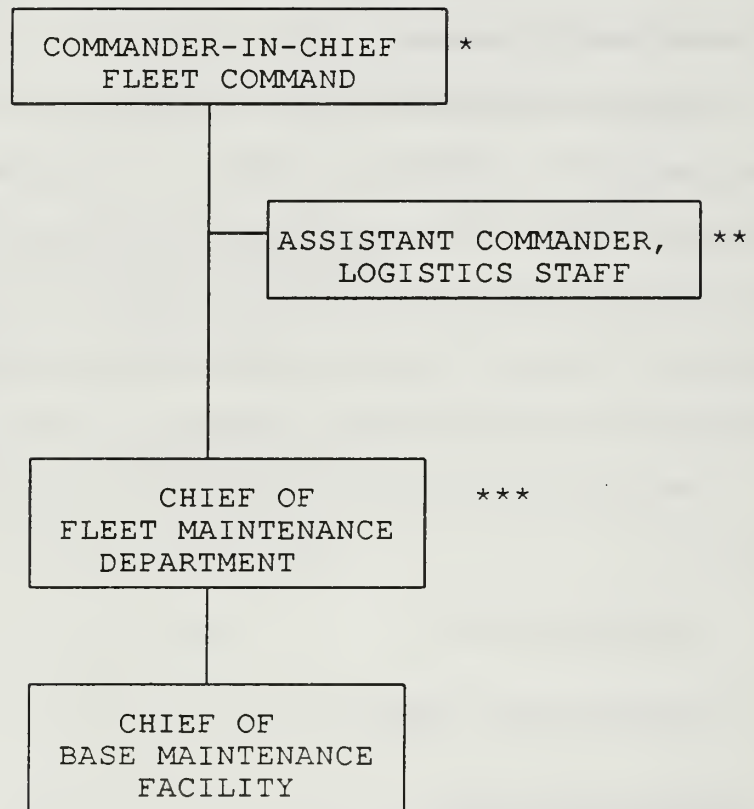 COMMANDER-IN-CHIEF *
FLEET COMMAND
ASSISTANT COMMANDER, **
LOGISTICS STAFF
CHIEF OF ***
FLEET MAINTENANCE
DEPARTMENT
CHIEF OF
BASE MAINTENANCE
FACILITY